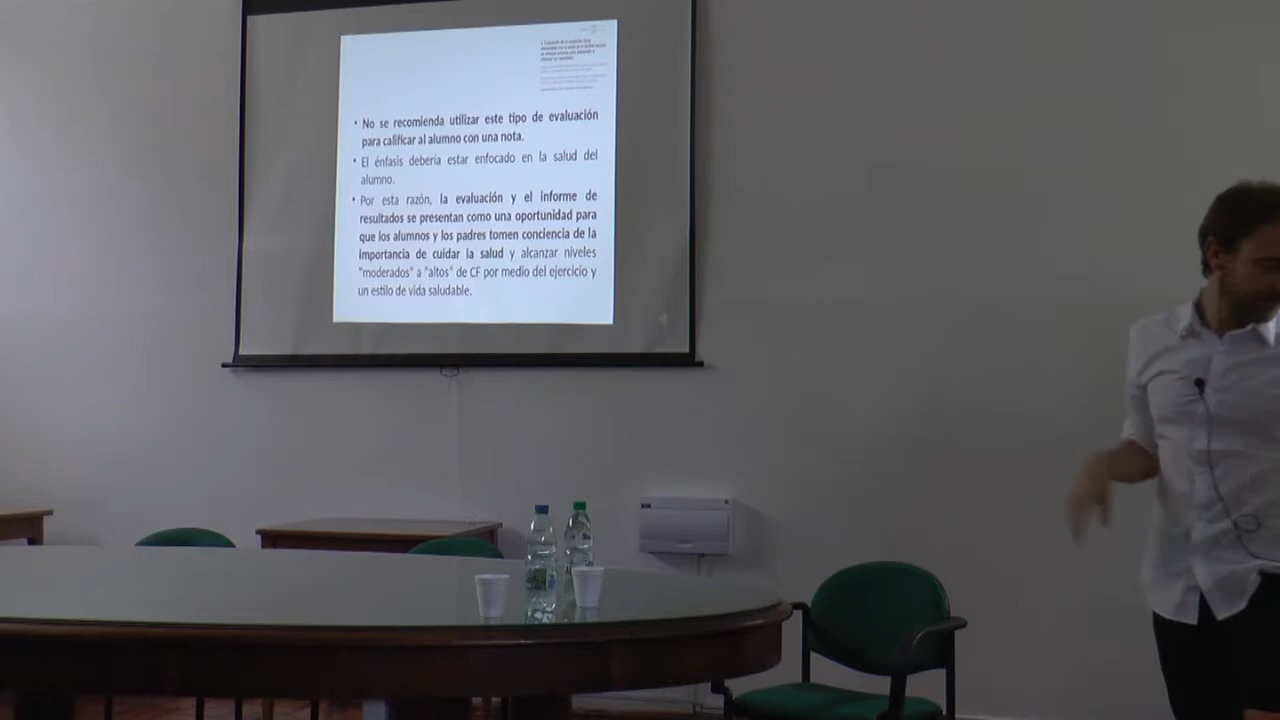 • No se recomienda utilizar este tipo de evaluación
para calificar al alumno con una nota.
• El énfasis debería estar enfocado en la salud del
alumno.
• Por esta razón, la evaluación y el informe de
resultados se presentan como una oportunidad para
que los alumnos y los padres tomen conciencia de la
importancia de cuidar la salud y alcanzar niveles
"moderados" a "altos" de CF por medio del ejercicio y
un estilo de vida saludable.